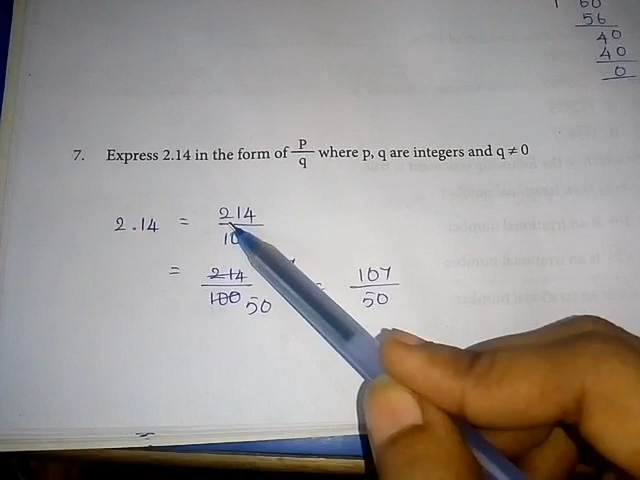 60
56
40
40
0
7. Express 2.14 in the form of p/q where p, q are integers and q ≠ 0
2.14 = 214/10
= 214/100 50 = 107/50